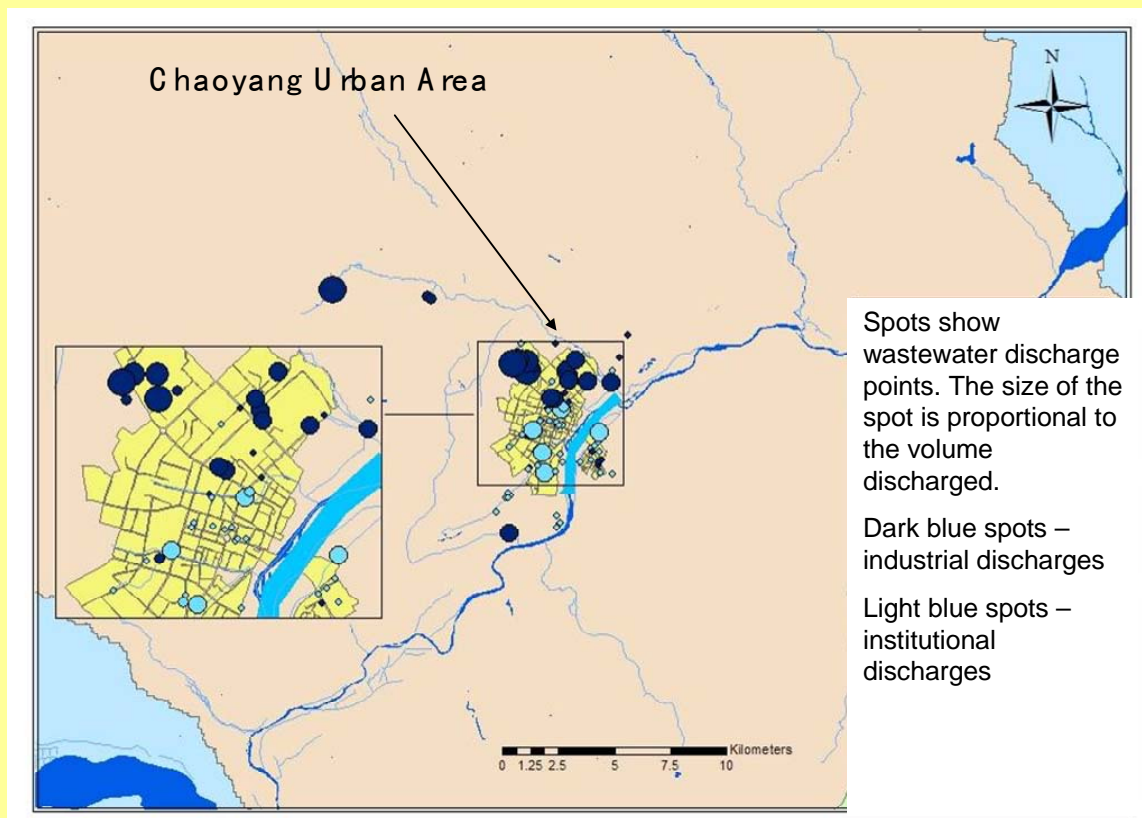 Chaoyang Urban Area
N
Spots show
wastewater discharge
points. The size of the
spot is proportional to
the volume
discharged.
Dark blue spots –
industrial discharges
Light blue spots –
institutional
discharges
Kilometers
0 1.25 2.5 5 7.5 10